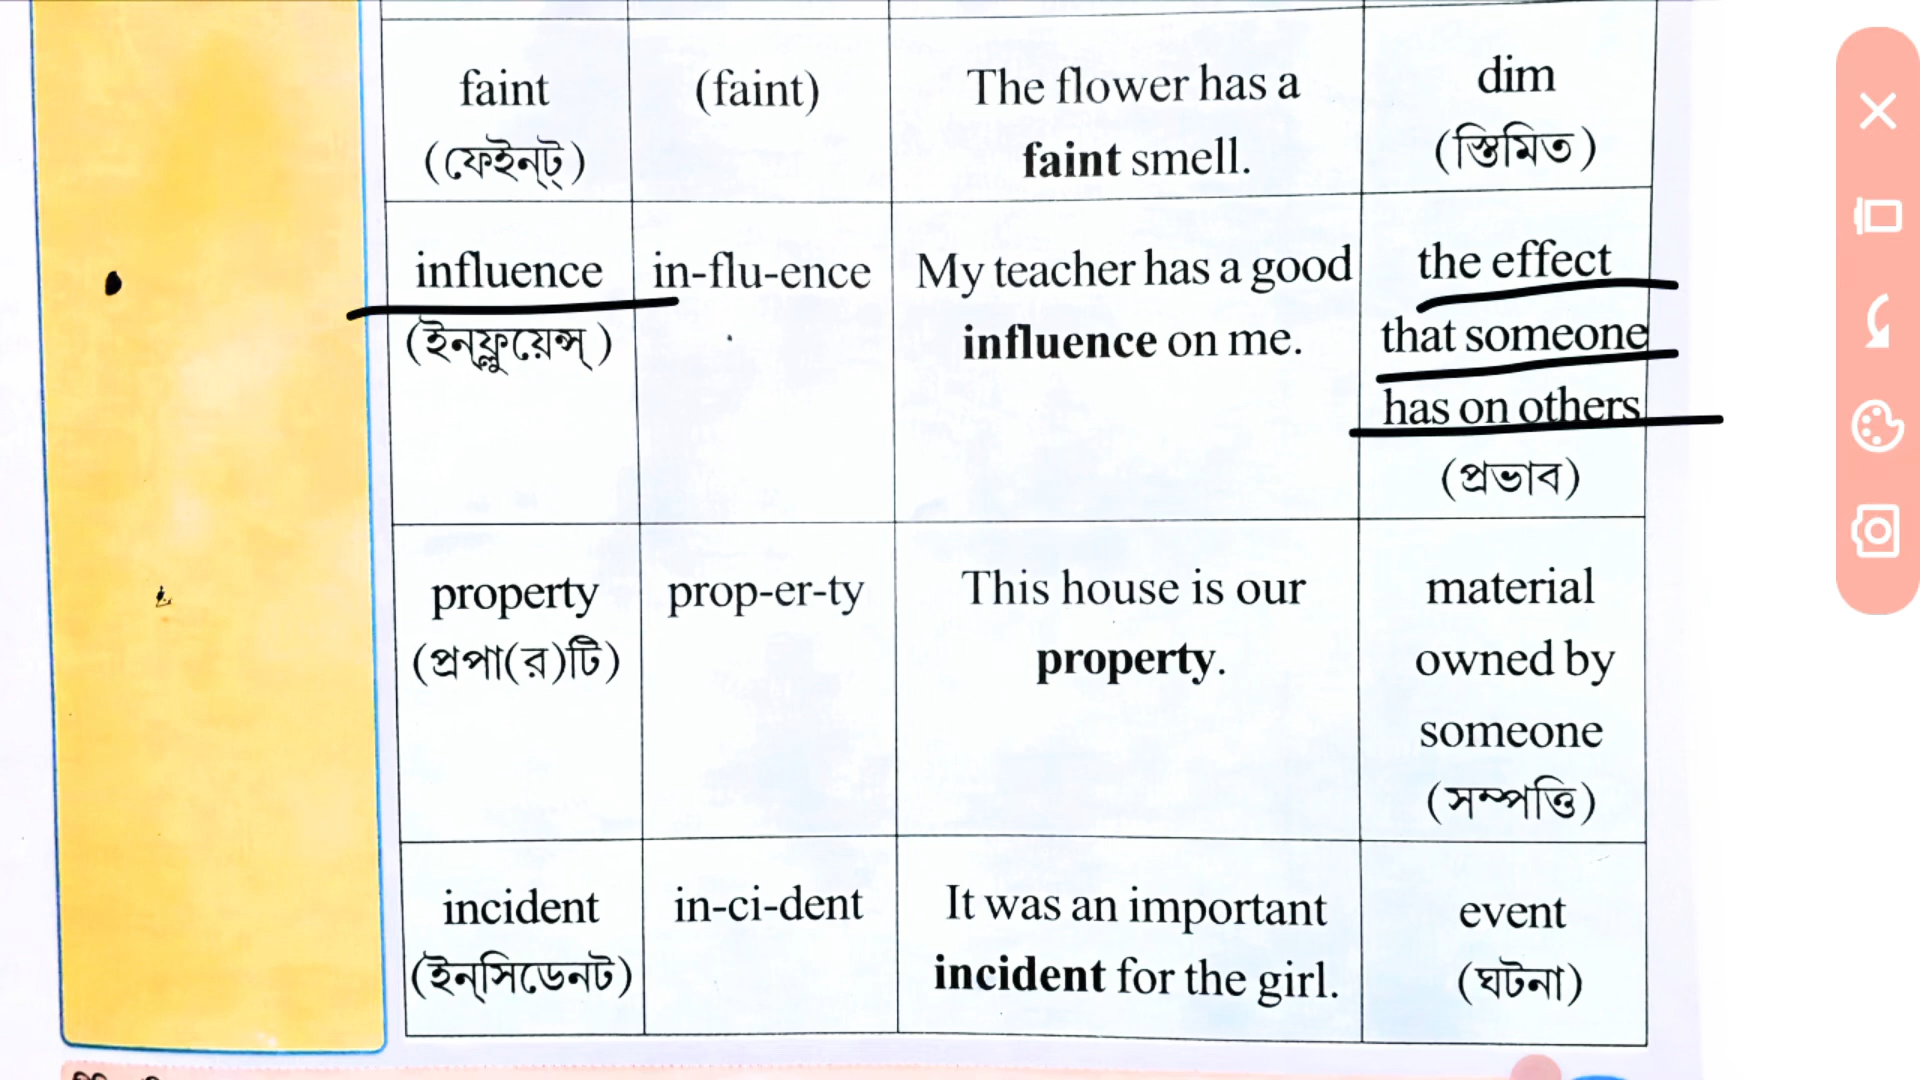 faint
(ফেইন্ট্)
(faint)
The flower has a
faint smell.
dim
(স্তিমিত)
influence
(ইন্ফ্লুয়েন্স্)
in-flu-ence
My teacher has a good
influence on me.
the effect
that someone
has on others
(প্রভাব)
property
(প্রপা(র)টি)
prop-er-ty
This house is our
property.
material
owned by
someone
(সম্পত্তি)
incident
(ইন্সিডেনট)
in-ci-dent
It was an important
incident for the girl.
event
(ঘটনা)